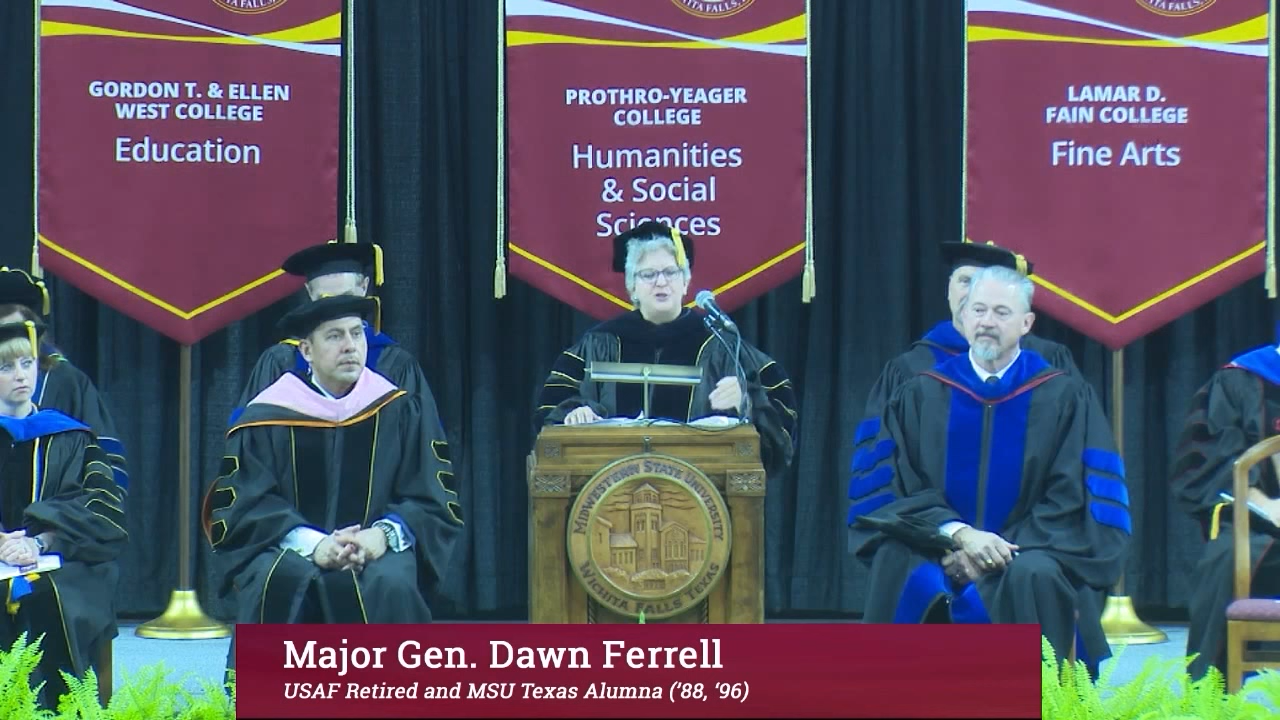 GORDON T. & ELLEN
WEST COLLEGE
Education
PROTHRO-YEAGER
COLLEGE
Humanities
& Social
Sciences
LAMAR D.
FAIN COLLEGE
Fine Arts
MIDWESTERN STATE UNIVERSITY
WICHITA FALLS, TEXAS
Major Gen. Dawn Ferrell
USAF Retired and MSU Texas Alumna (’88, ‘96)